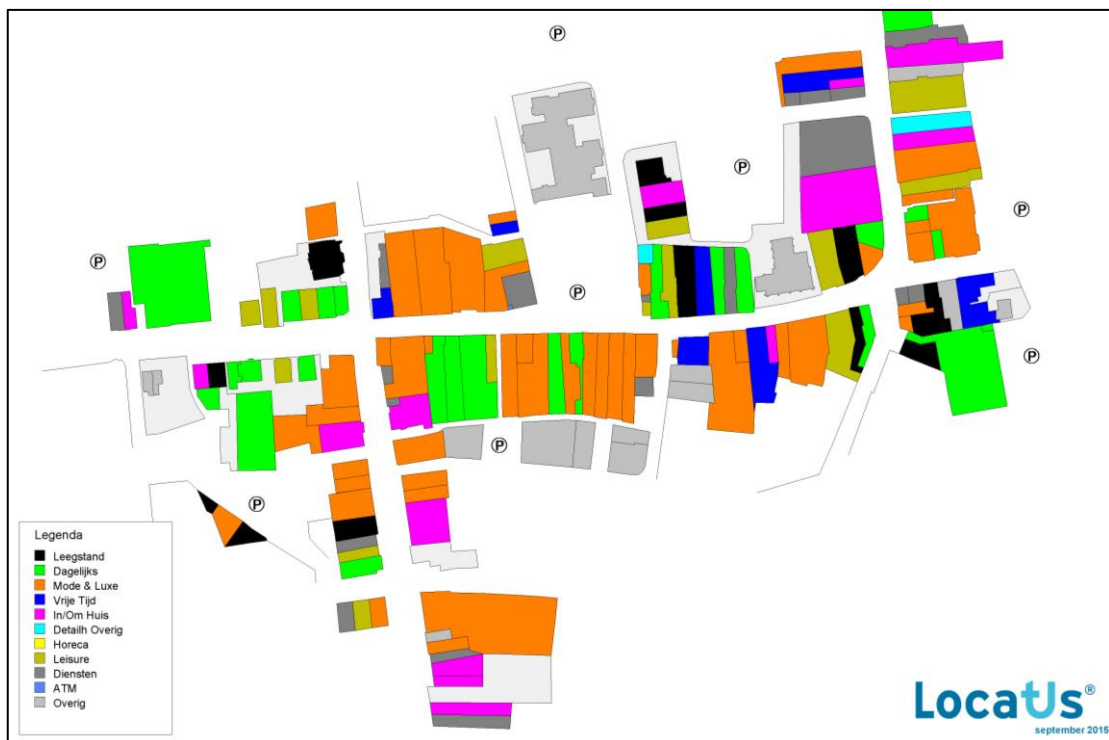 P
P
P
P
P
P
P
P
P
Legenda
Leegstand
Dagelijks
Mode & Luxe
Vrije Tijd
In/Om Huis
Detailh Overig
Horeca
Leisure
Diensten
ATM
Overig
Locatus®
september 2015